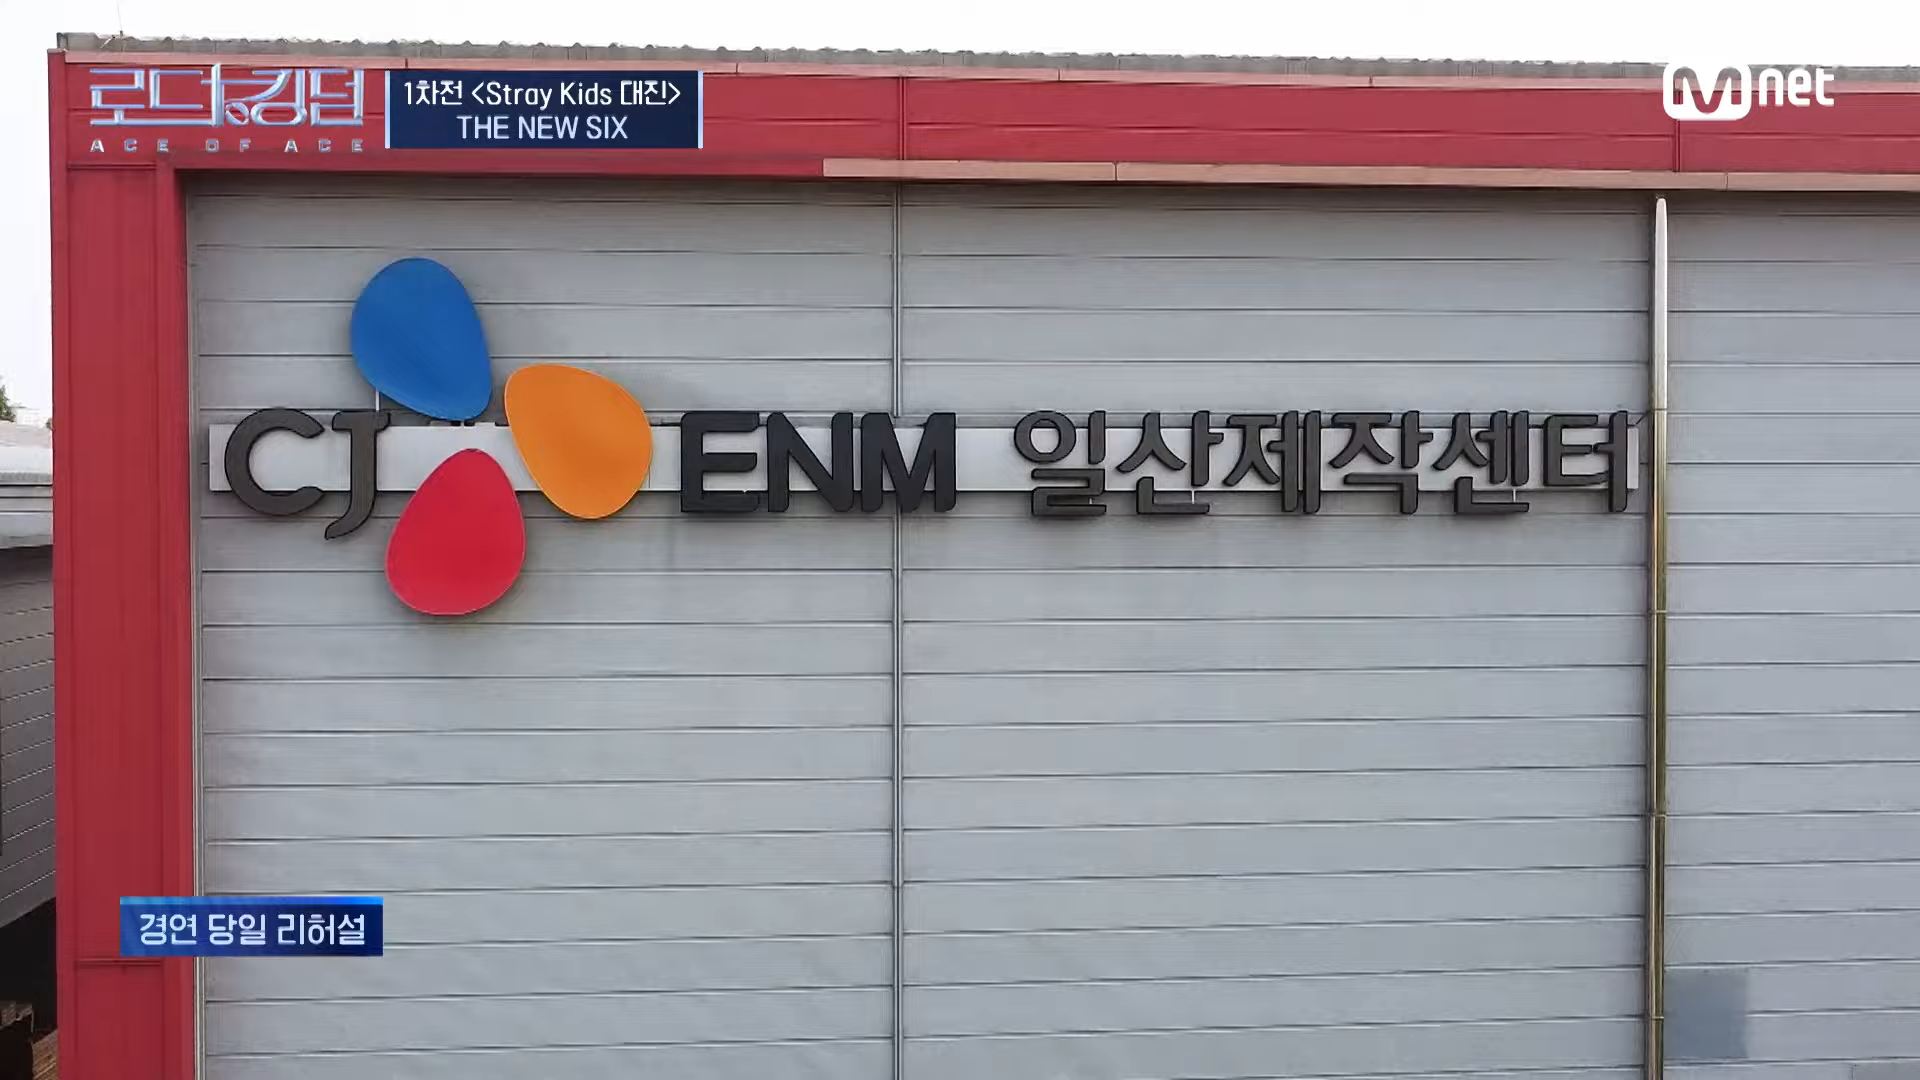 로드 투 킹덤
ACE OF ACE
1차전 <Stray Kids 대진>
THE NEW SIX
Mnet
CJ ENM 일산제작센터
경연 당일 리허설